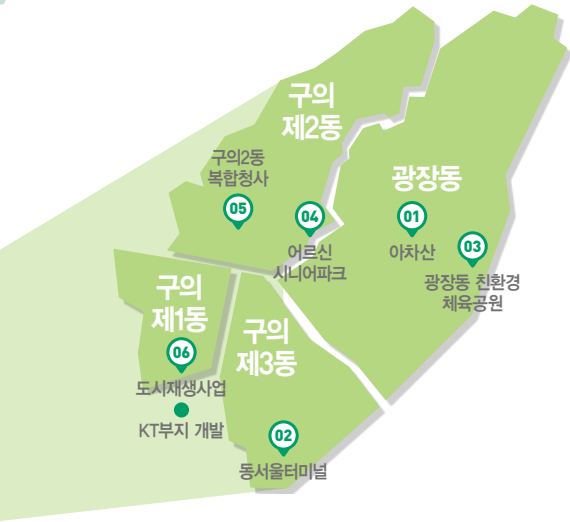 구의
제2동
구의2동
복합청사
05
04
어르신
시니어파크
광장동
01
아차산
03
광장동 친환경
체육공원
구의
제1동
06
도시재생사업
KT부지 개발
구의
제3동
02
동서울터미널